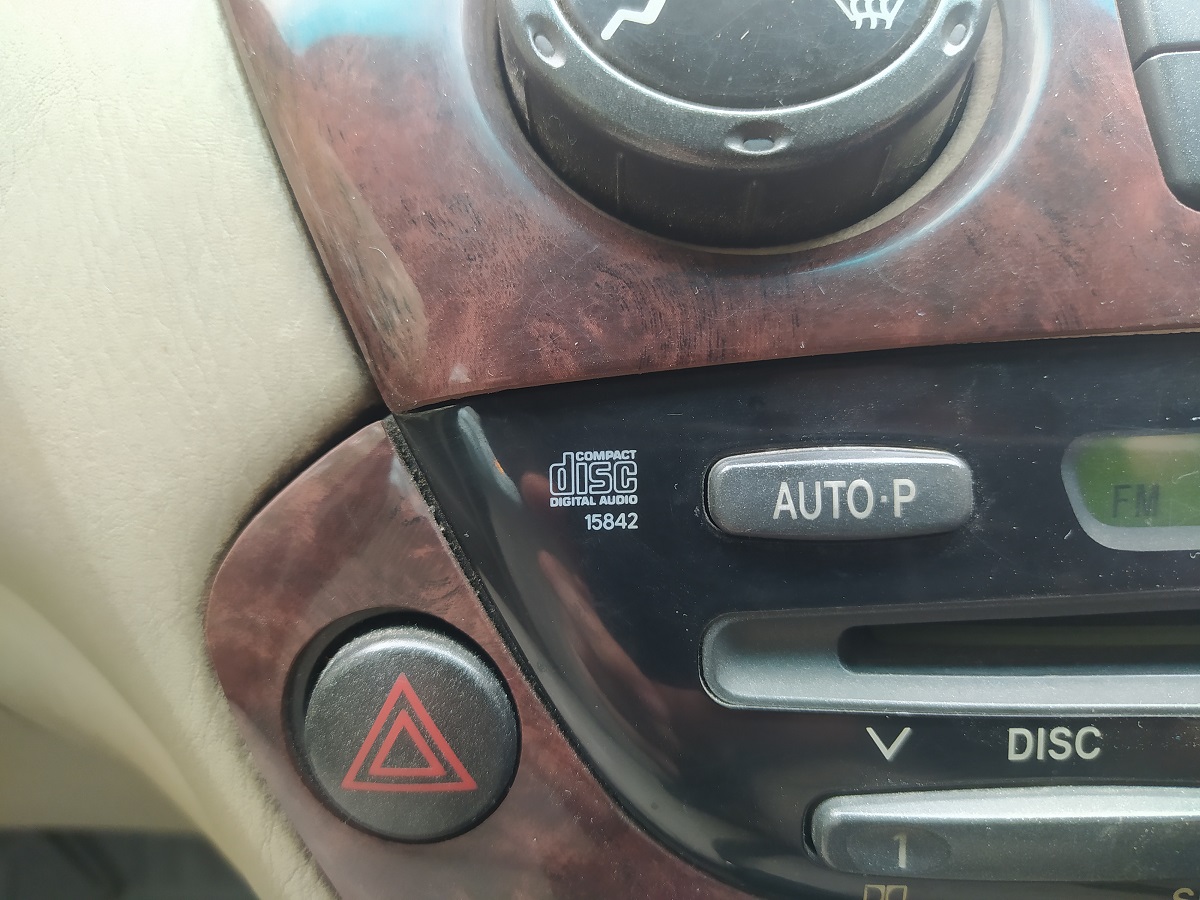 COMPACT
disc
DIGITAL AUDIO
15842
AUTO·P
FM
DISC
1